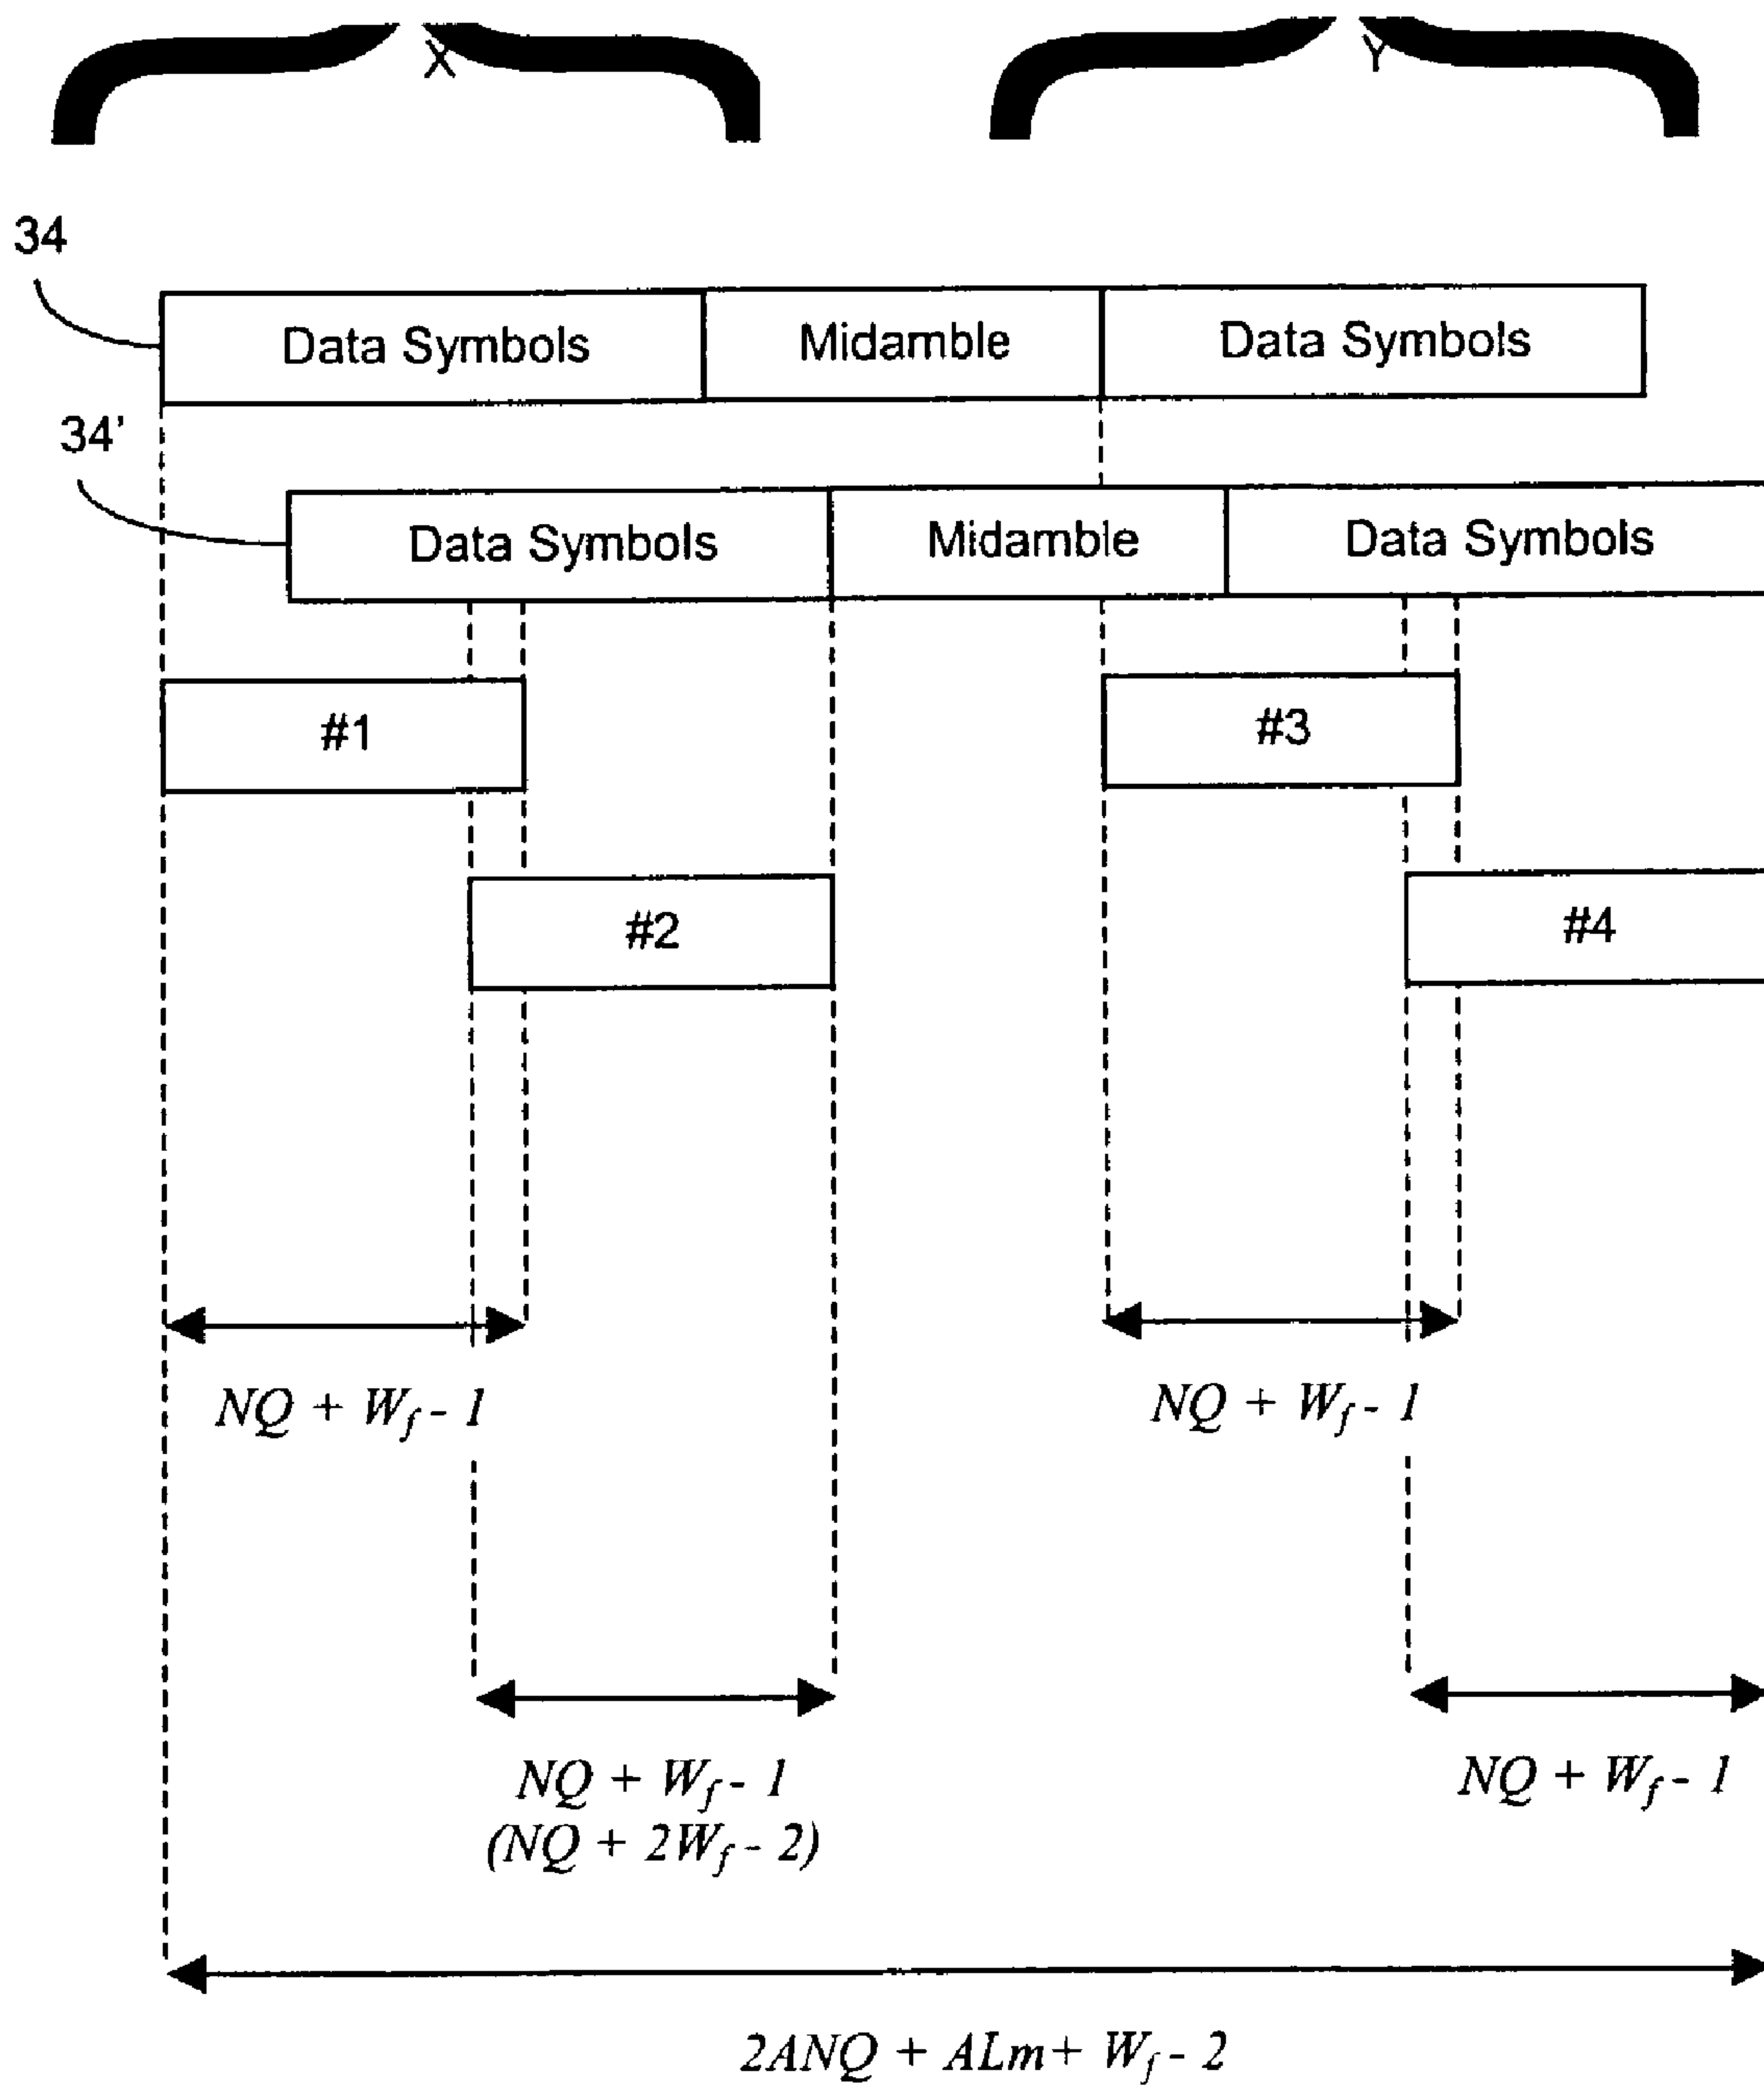 X Y
34
Data Symbols Midamble Data Symbols
34'
Data Symbols Midamble Data Symbols
#1 #3
#2 #4
NQ + W_f - 1 NQ + W_f - 1
NQ + W_f - 1 NQ + W_f - 1
(NQ + 2W_f - 2)
2ANQ + ALm + W_f - 2